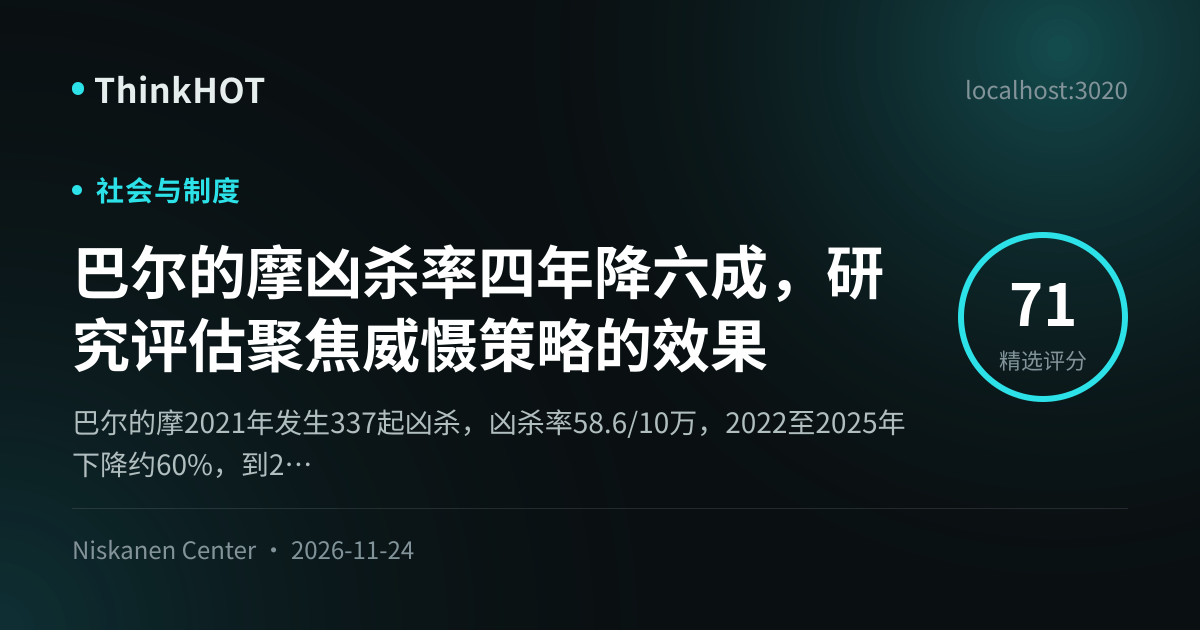 ThinkHOT
localhost:3020
社会与制度
巴尔的摩凶杀率四年降六成，研
究评估聚焦威慑策略的效果
71
精选评分
巴尔的摩2021年发生337起凶杀，凶杀率58.6/10万，2022至2025年
下降约60%，到2…
Niskanen Center · 2026-11-24